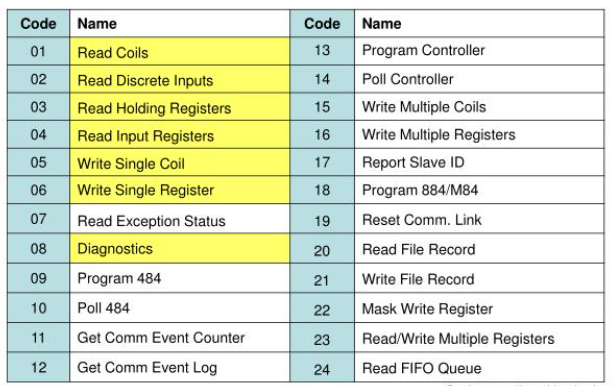 Code Name Code Name
01 Read Coils 13 Program Controller
02 Read Discrete Inputs 14 Poll Controller
03 Read Holding Registers 15 Write Multiple Coils
04 Read Input Registers 16 Write Multiple Registers
05 Write Single Coil 17 Report Slave ID
06 Write Single Register 18 Program 884/M84
07 Read Exception Status 19 Reset Comm. Link
08 Diagnostics 20 Read File Record
09 Program 484 21 Write File Record
10 Poll 484 22 Mask Write Register
11 Get Comm Event Counter 23 Read/Write Multiple Registers
12 Get Comm Event Log 24 Read FIFO Queue